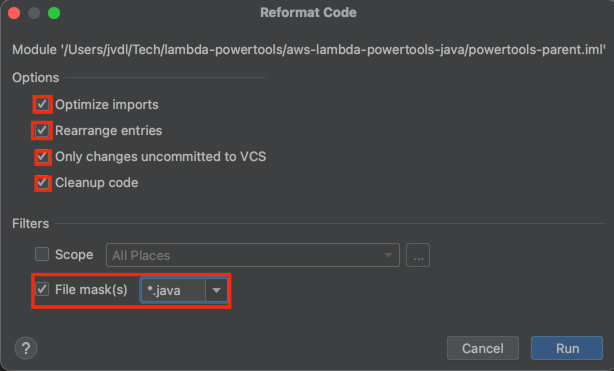 Reformat Code
Module '/Users/jvdl/Tech/lambda-powertools/aws-lambda-powertools-java/powertools-parent.iml'
Options
Optimize imports
Rearrange entries
Only changes uncommitted to VCS
Cleanup code
Filters
Scope All Places ...
File mask(s) *.java
? Cancel Run